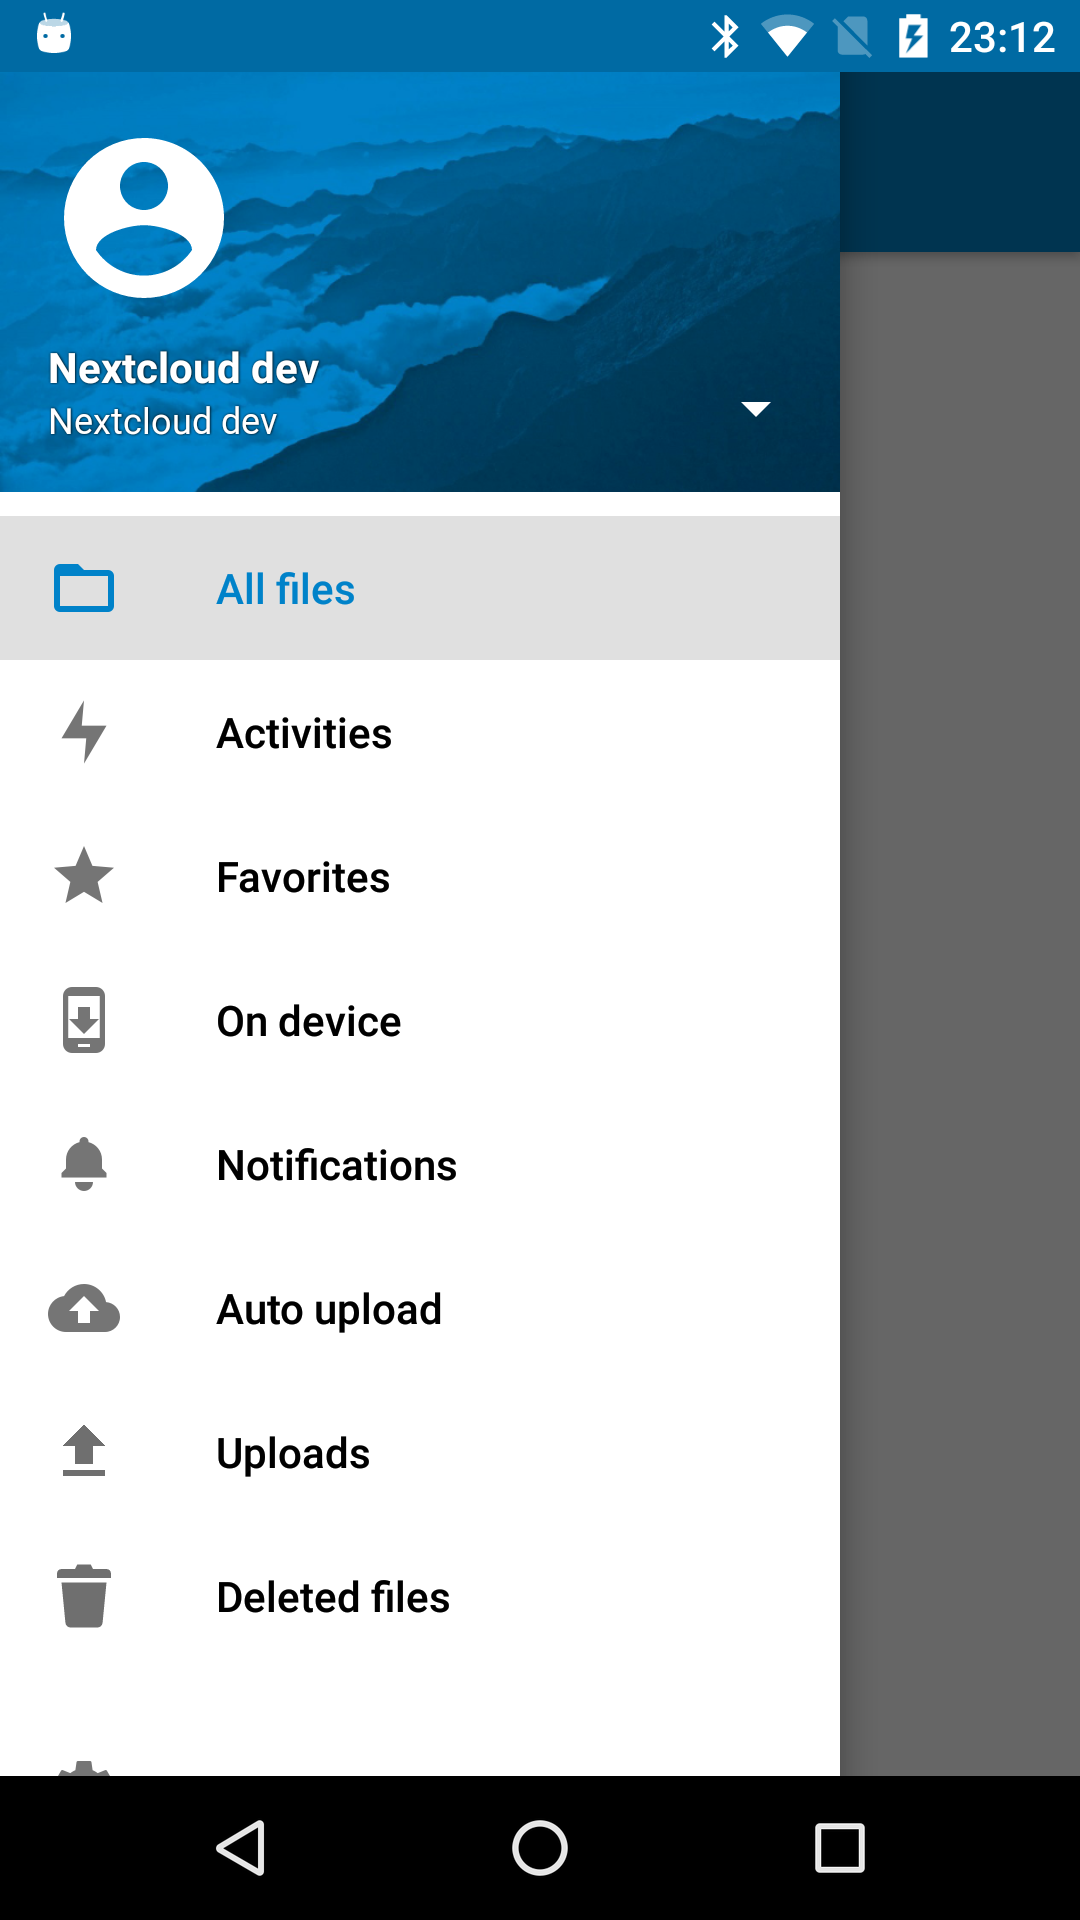 23:12
Nextcloud dev
Nextcloud dev
All files
Activities
Favorites
On device
Notifications
Auto upload
Uploads
Deleted files